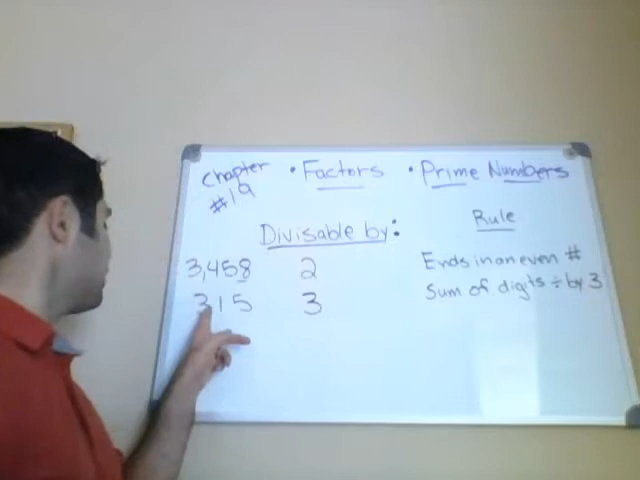 Chapter #19
• Factors
• Prime Numbers
Divisable by:
Rule
3,458 2 Ends in an even #
315 3 Sum of digits ÷ by 3